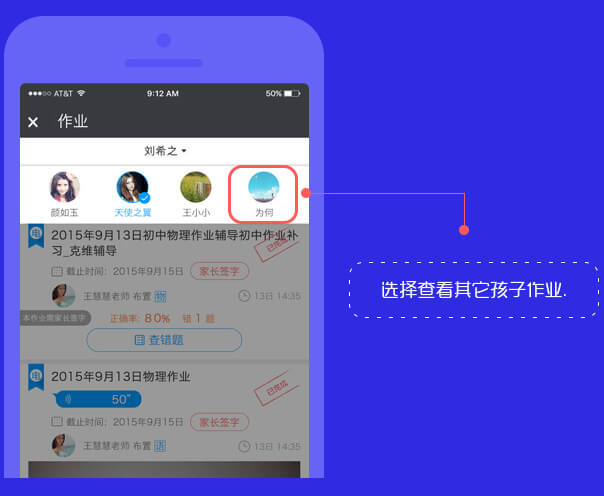 AT&T 9:12 AM 50%
作业
刘希之
颜如玉 天使之翼 王小小 为何
选择查看其它孩子作业.
电 2015年9月13日初中物理作业辅导初中作业补
习_克维辅导
已完成
截止时间：2015年9月15日 家长签字
王慧慧老师 布置 物 13日 14:35
本作业需家长签字 正确率: 80% 错 1 题
查错题
电 2015年9月13日物理作业
已完成
50"
截止时间：2015年9月15日 家长签字
王慧慧老师 布置 语 13日 14:35